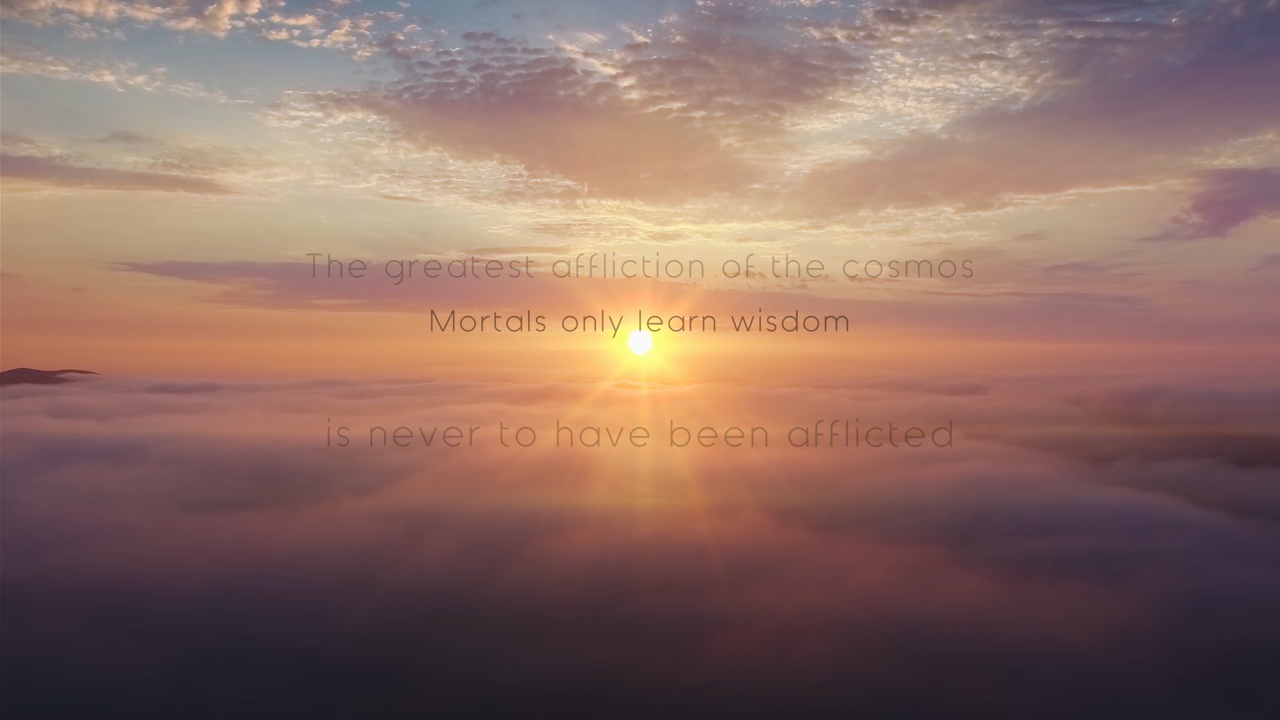 The greatest affliction of the cosmos
Mortals only learn wisdom
is never to have been afflicted